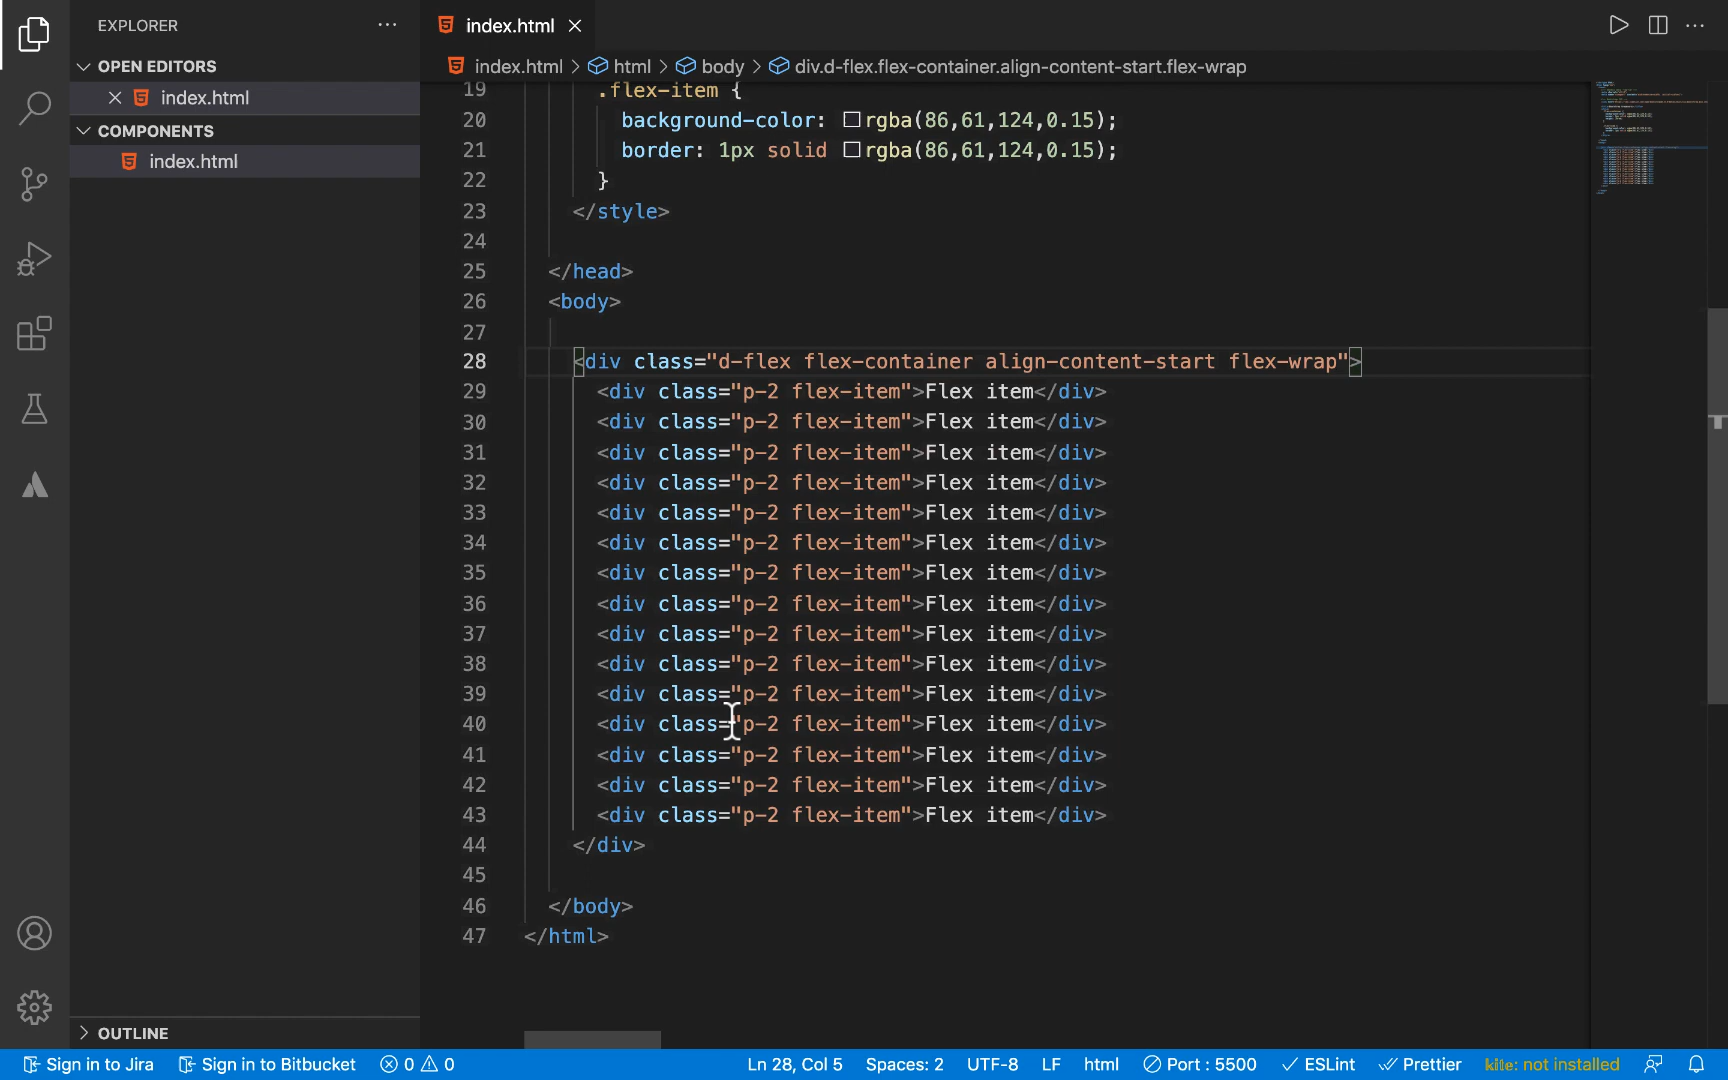 EXPLORER
OPEN EDITORS
index.html
COMPONENTS
index.html
OUTLINE
index.html
index.html > html > body > div.d-flex.flex-container.align-content-start.flex-wrap
19 .flex-item {
20 background-color: rgba(86,61,124,0.15);
21 border: 1px solid rgba(86,61,124,0.15);
22 }
23 </style>
24
25 </head>
26 <body>
27
28 <div class="d-flex flex-container align-content-start flex-wrap">
29 <div class="p-2 flex-item">Flex item</div>
30 <div class="p-2 flex-item">Flex item</div>
31 <div class="p-2 flex-item">Flex item</div>
32 <div class="p-2 flex-item">Flex item</div>
33 <div class="p-2 flex-item">Flex item</div>
34 <div class="p-2 flex-item">Flex item</div>
35 <div class="p-2 flex-item">Flex item</div>
36 <div class="p-2 flex-item">Flex item</div>
37 <div class="p-2 flex-item">Flex item</div>
38 <div class="p-2 flex-item">Flex item</div>
39 <div class="p-2 flex-item">Flex item</div>
40 <div class="p-2 flex-item">Flex item</div>
41 <div class="p-2 flex-item">Flex item</div>
42 <div class="p-2 flex-item">Flex item</div>
43 <div class="p-2 flex-item">Flex item</div>
44 </div>
45
46 </body>
47 </html>
Sign in to Jira Sign in to Bitbucket 0 0 Ln 28, Col 5 Spaces: 2 UTF-8 LF html Port : 5500 ESLint Prettier kite: not installed